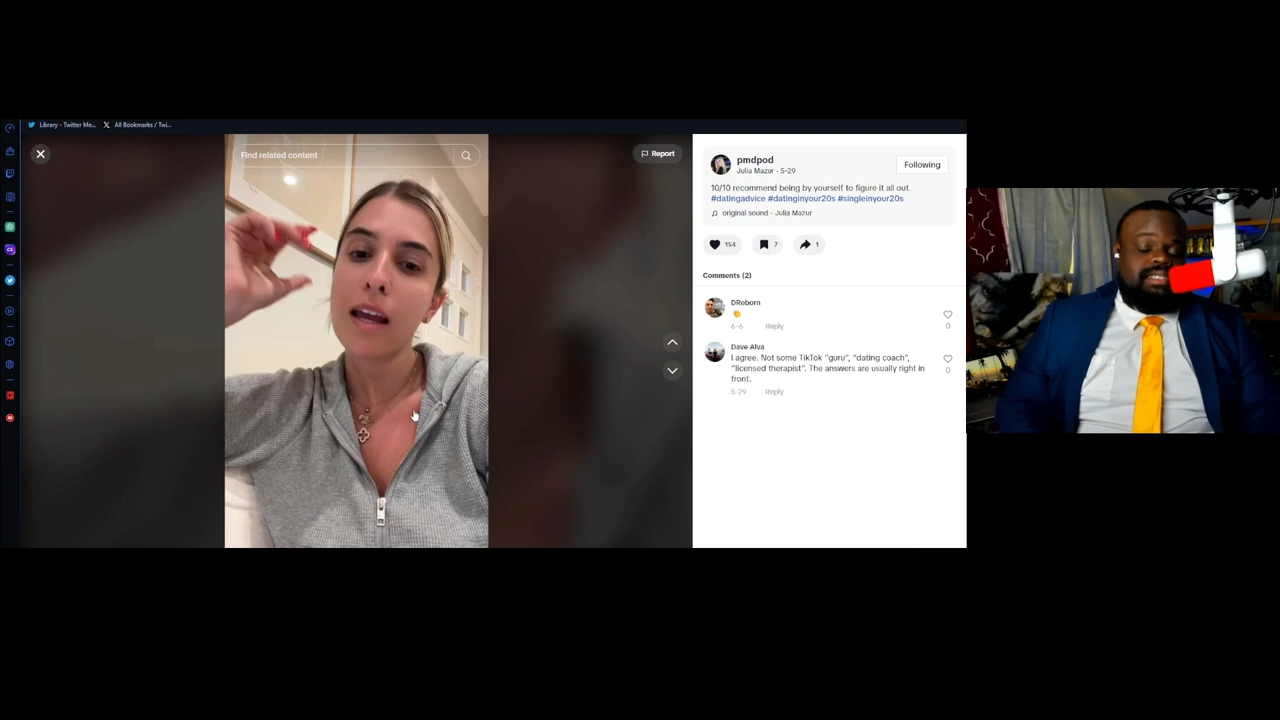 Library - Twitter Me...
All Bookmarks / Twi...
Find related content
Report
pmdpod
Julia Mazur · 5-29
Following
10/10 recommend being by yourself to figure it all out.
#datingadvice #datinginyour20s #singleinyour20s
original sound - Julia Mazur
154
7
1
Comments (2)
DReborn
6-6
Reply
0
Dave Alva
I agree. Not some TikTok "guru", "dating coach",
"licensed therapist". The answers are usually right in
front.
0
5-29
Reply